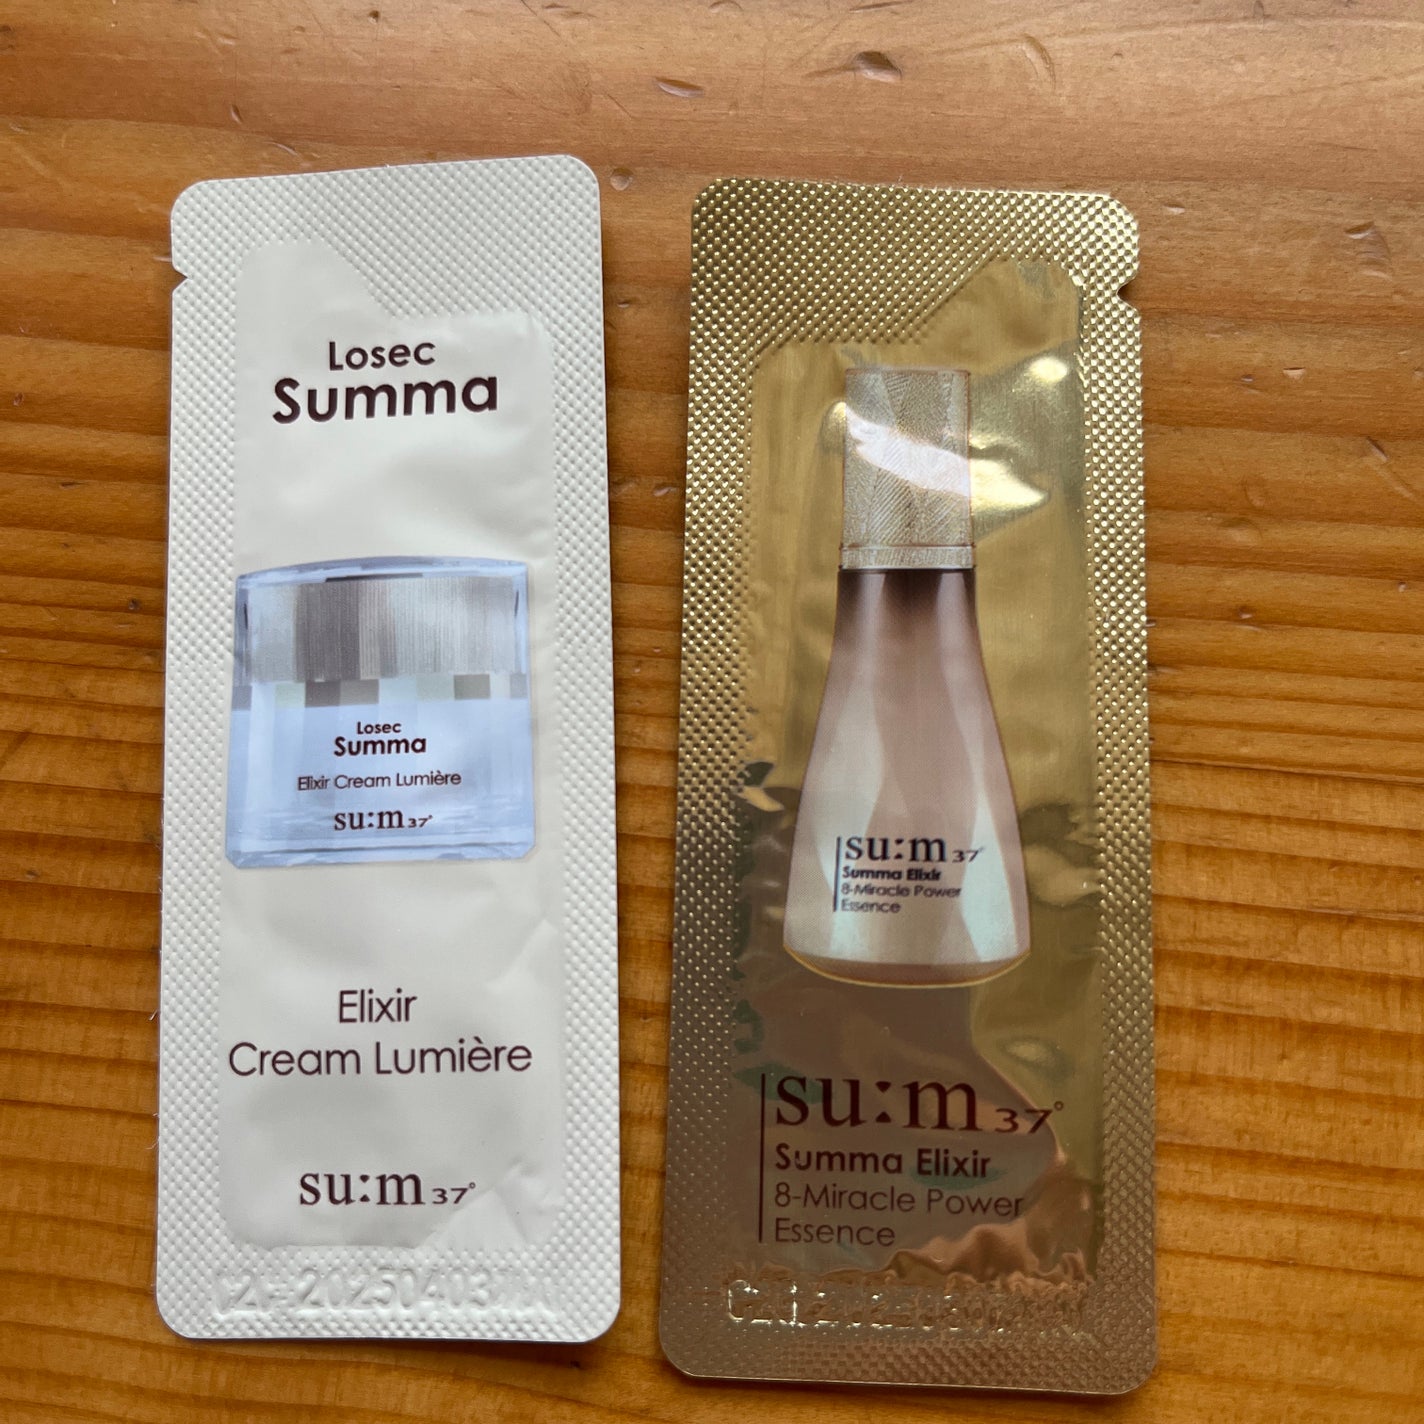 Losec
Summa
Losec
Summa
Elixir Cream Lumière
su:m37°
Elixir
Cream Lumière
su:m37°
su:m37°
Summa Elixir
8-Miracle Power
Essence
su:m37°
Summa Elixir
8-Miracle Power
Essence